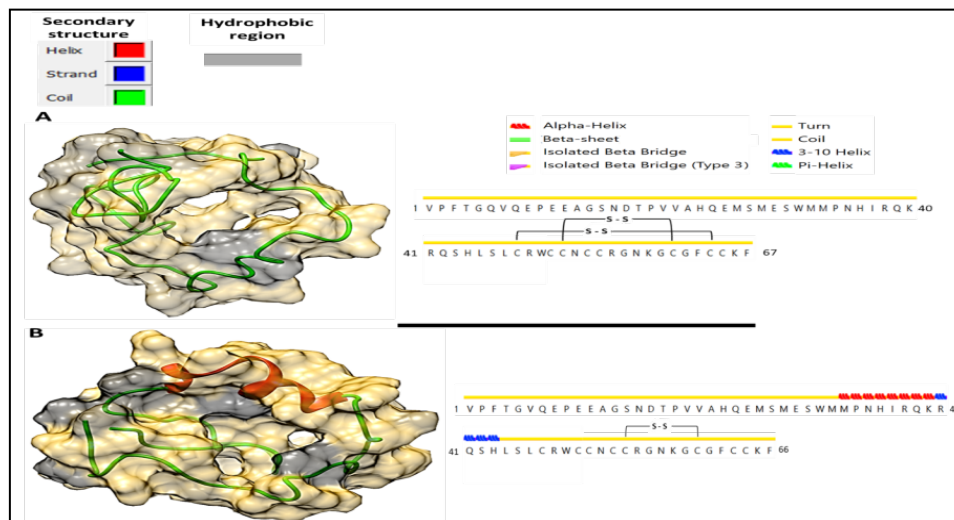 Secondary structure
Hydrophobic region
Helix
Strand
Coil
A
Alpha-Helix
Beta-sheet
Isolated Beta Bridge
Isolated Beta Bridge (Type 3)
Turn
Coil
3-10 Helix
Pi-Helix
1 V P F T G Q V Q E P E E A G S N D T P V V A H Q E M S M E S W M M P N H I R Q K 40
S - S
S - S
41 R Q S H L S L C R W C C N C C R G N K G C G F C C K F 67
B
1 V P F T G V Q E P E E A G S N D T P V V A H Q E M S M E S W M M P N H I R Q K R 4
S-S
41 Q S H L S L C R W C C N C C R G N K G C G F C C K F 66